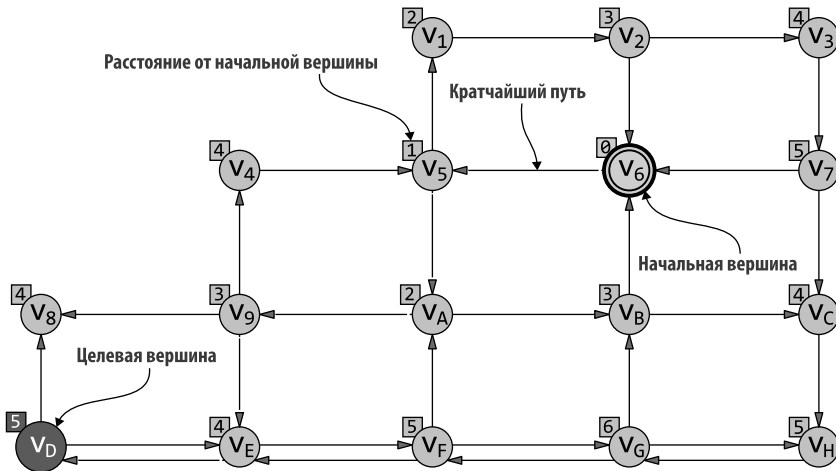 2 V1 3 V2 4 V3
Расстояние от начальной вершины
Кратчайший путь
4 V4 1 V5 0 V6 5 V7
Начальная вершина
4 V8 3 V9 2 VA 3 VB 4 VC
Целевая вершина
5 VD 4 VE 5 VF 6 VG 5 VH